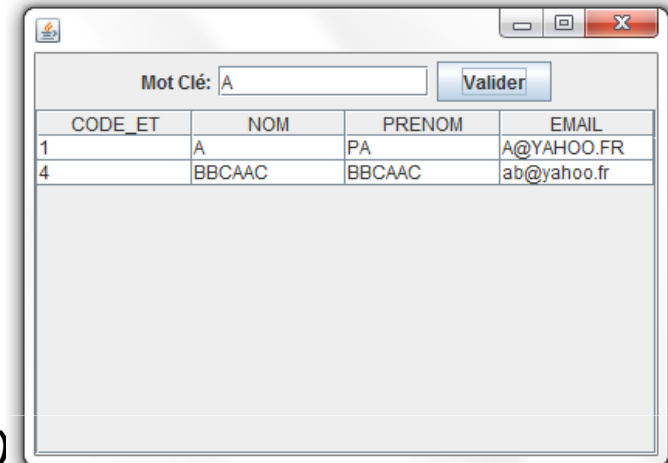 Mot Clé: A Valider
CODE_ET NOM PRENOM EMAIL
1 A PA A@YAHOO.FR
4 BBCAAC BBCAAC ab@yahoo.fr
)